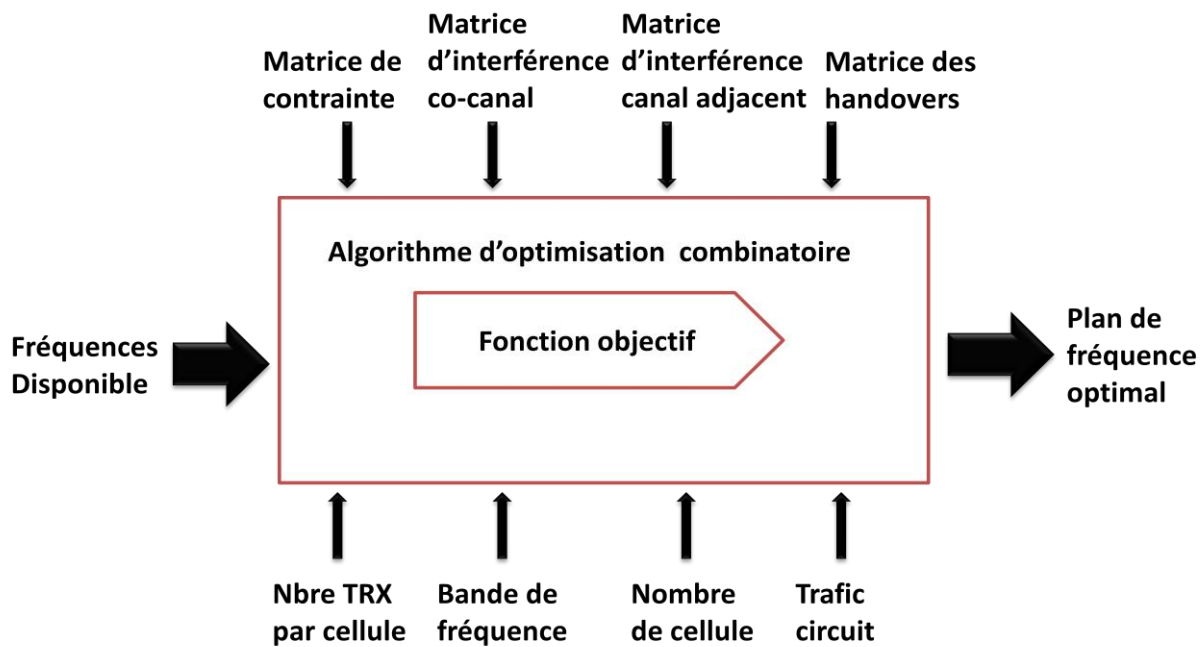 Matrice de
contrainte
Matrice
d’interférence
co-canal
Matrice
d’interférence
canal adjacent
Matrice des
handovers
Algorithme d’optimisation combinatoire
Fonction objectif
Fréquences
Disponible
Plan de
fréquence
optimal
Nbre TRX
par cellule
Bande de
fréquence
Nombre
de cellule
Trafic
circuit